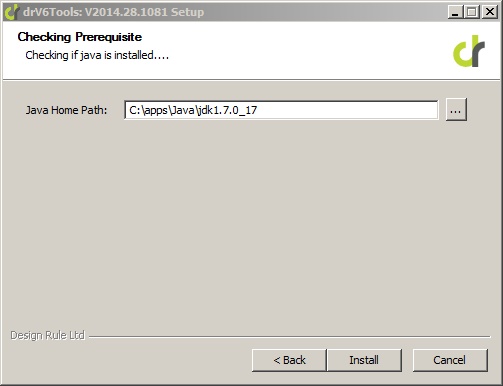 drV6Tools: V2014.28.1081 Setup
Checking Prerequisite
Checking if java is installed....
Java Home Path: C:\apps\Java\jdk1.7.0_17 ...
Design Rule Ltd
< Back Install Cancel